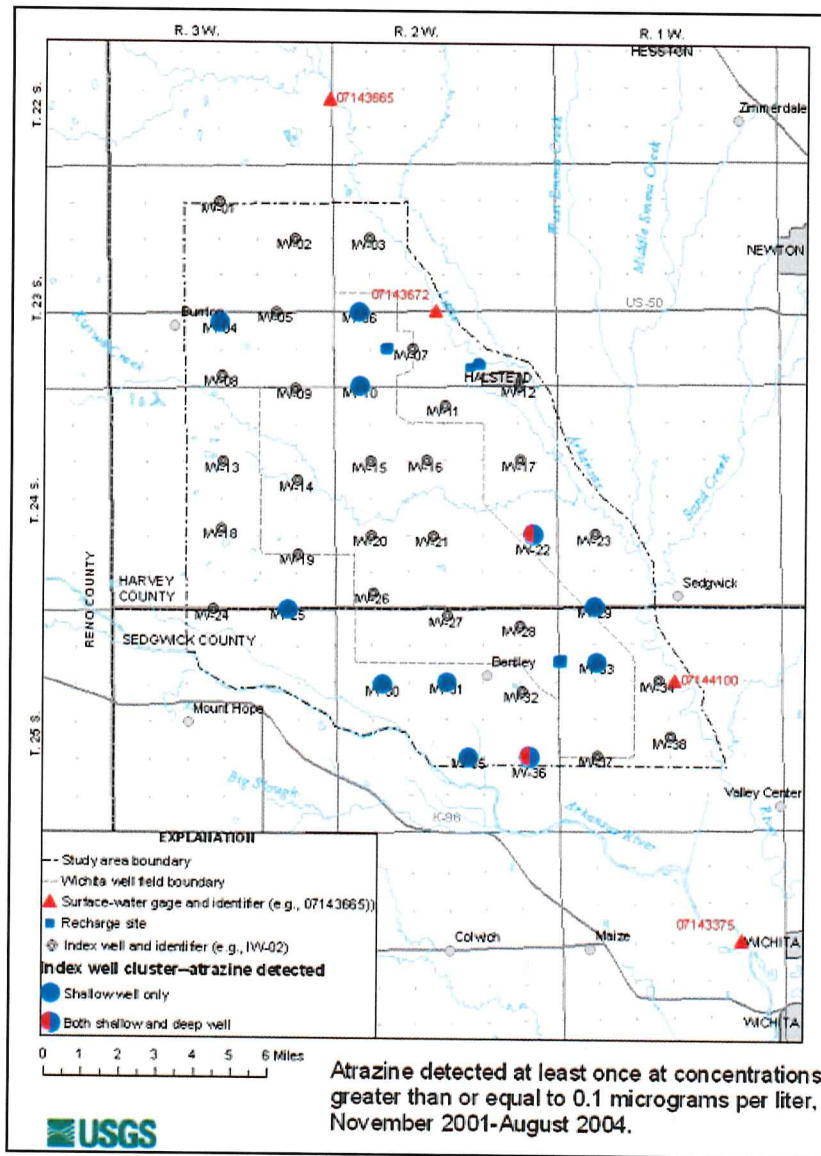 R. 3 W.
R. 2 W.
R. 1 W.
HESSTON
T. 22 S.
07143665
Zimmerdale
West Emma Creek
Middle Emma Creek
IW-01
IW-02
IW-03
NEWTON
T. 23 S.
07143672
US-50
Burrton
IW-04
IW-05
IW-06
IW-07
Kisiwa Creek
HALSTEAD
IW-08
IW-09
IW-10
IW-11
IW-12
Arkansas
Sand Creek
IW-13
IW-14
IW-15
IW-16
IW-17
T. 24 S.
IW-18
IW-19
IW-20
IW-21
IW-22
IW-23
Sedgwick
HARVEY
COUNTY
RENO COUNTY
IW-24
IW-25
IW-26
IW-27
IW-28
IW-29
SEDGWICK COUNTY
Bentley
IW-30
IW-31
IW-32
IW-33
IW-34
07144100
Mount Hope
T. 25 S.
IW-35
IW-36
IW-37
IW-38
Valley Center
Big Slough
K-96
Arkansas River
EXPLANATION
Study area boundary
Wichita well field boundary
Surface-water gage and identifier (e.g., 07143665))
Recharge site
Index well and identifier (e.g., IW-02)
Index well cluster--atrazine detected
Shallow well only
Both shallow and deep well
Colwich
Maize
07143375
WICHITA
WICHITA
0 1 2 3 4 5 6 Miles
Atrazine detected at least once at concentrations
greater than or equal to 0.1 micrograms per liter,
November 2001-August 2004.
USGS